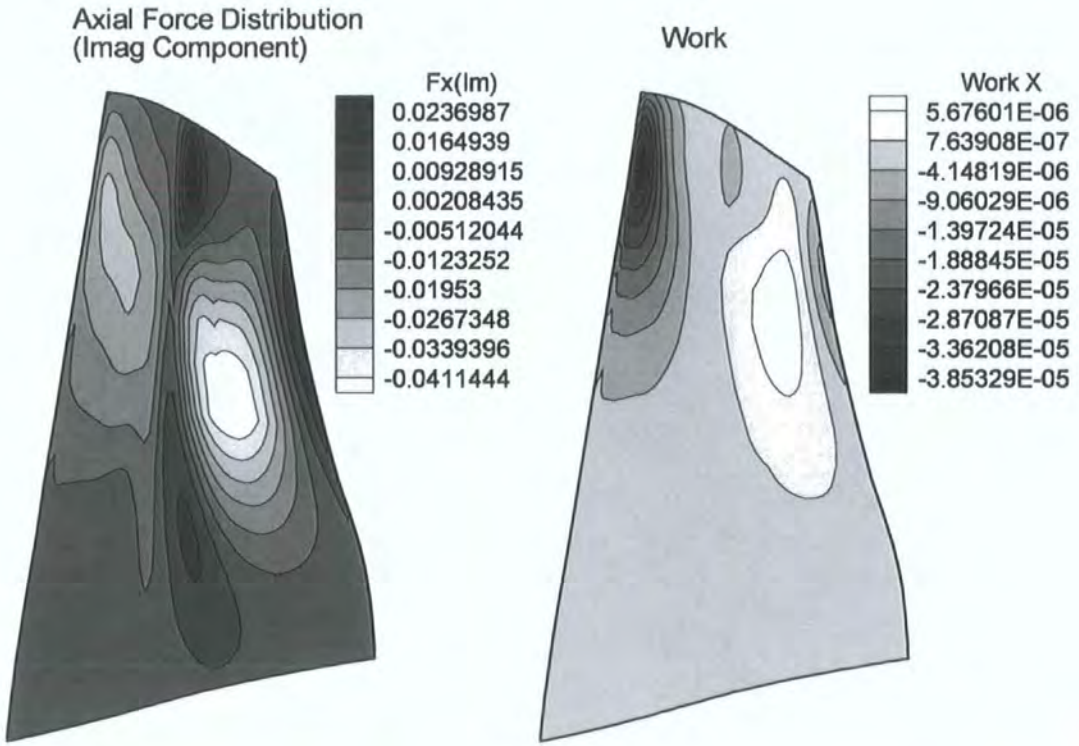 Axial Force Distribution
(Imag Component)
Fx(Im)
0.0236987
0.0164939
0.00928915
0.00208435
-0.00512044
-0.0123252
-0.01953
-0.0267348
-0.0339396
-0.0411444
Work
Work X
5.67601E-06
7.63908E-07
-4.14819E-06
-9.06029E-06
-1.39724E-05
-1.88845E-05
-2.37966E-05
-2.87087E-05
-3.36208E-05
-3.85329E-05